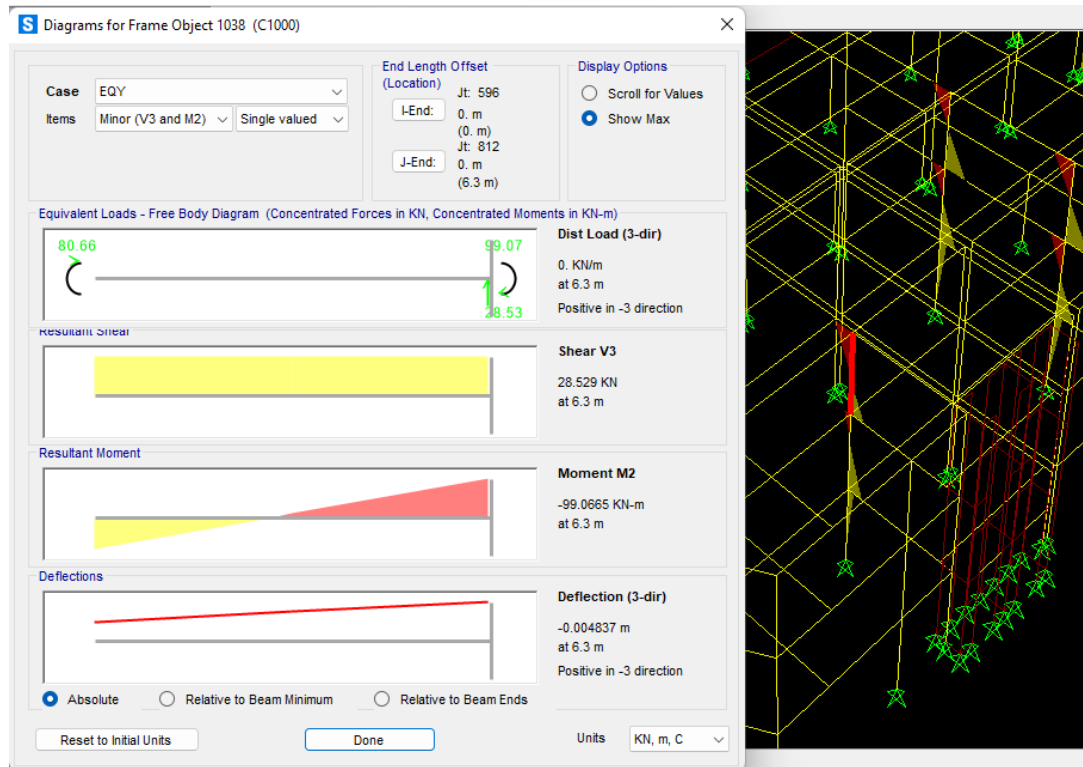 S Diagrams for Frame Object 1038 (C1000)
Case EQY
Items Minor (V3 and M2) Single valued
End Length Offset
(Location)
Jt: 596
I-End: 0. m
(0. m)
Jt: 812
J-End: 0. m
(6.3 m)
Display Options
Scroll for Values
Show Max
Equivalent Loads - Free Body Diagram (Concentrated Forces in KN, Concentrated Moments in KN-m)
80.66
99.07
28.53
Dist Load (3-dir)
0. KN/m
at 6.3 m
Positive in -3 direction
Resultant Shear
Shear V3
28.529 KN
at 6.3 m
Resultant Moment
Moment M2
-99.0665 KN-m
at 6.3 m
Deflections
Deflection (3-dir)
-0.004837 m
at 6.3 m
Positive in -3 direction
Absolute Relative to Beam Minimum Relative to Beam Ends
Reset to Initial Units Done Units KN, m, C